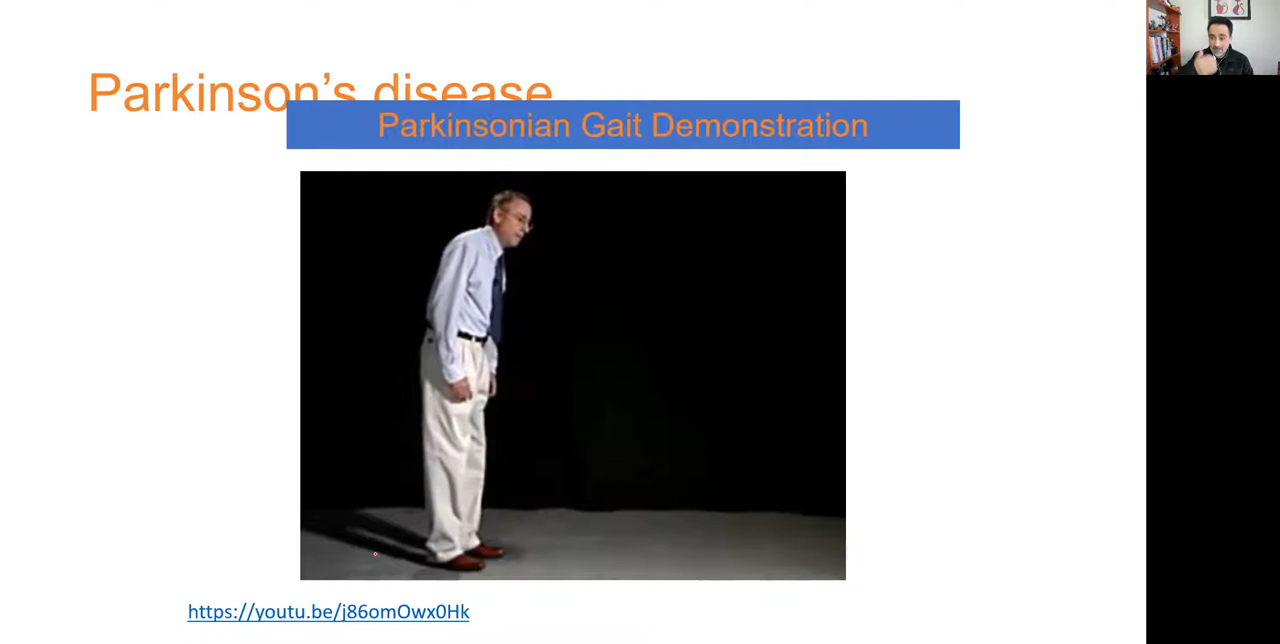 Parkinson's disease
Parkinsonian Gait Demonstration
https://youtu.be/j86omOwx0Hk